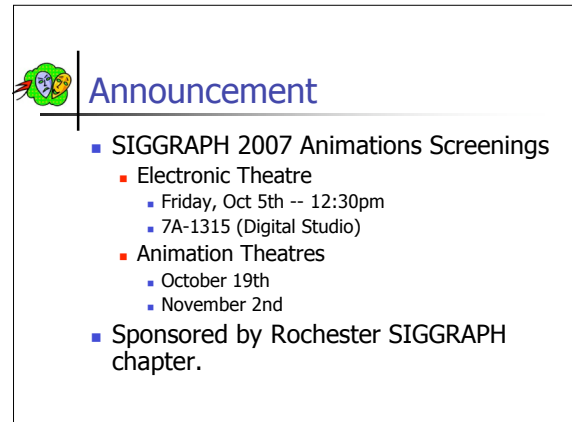 Announcement
SIGGRAPH 2007 Animations Screenings
Electronic Theatre
Friday, Oct 5th -- 12:30pm
7A-1315 (Digital Studio)
Animation Theatres
October 19th
November 2nd
Sponsored by Rochester SIGGRAPH
chapter.